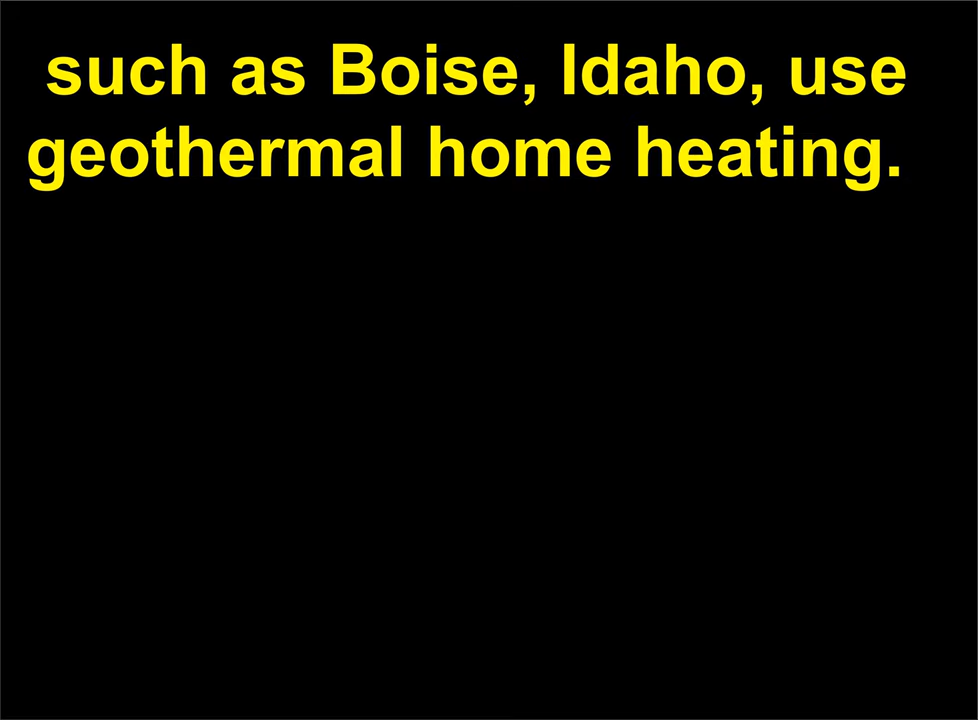 such as Boise, Idaho, use
geothermal home heating.